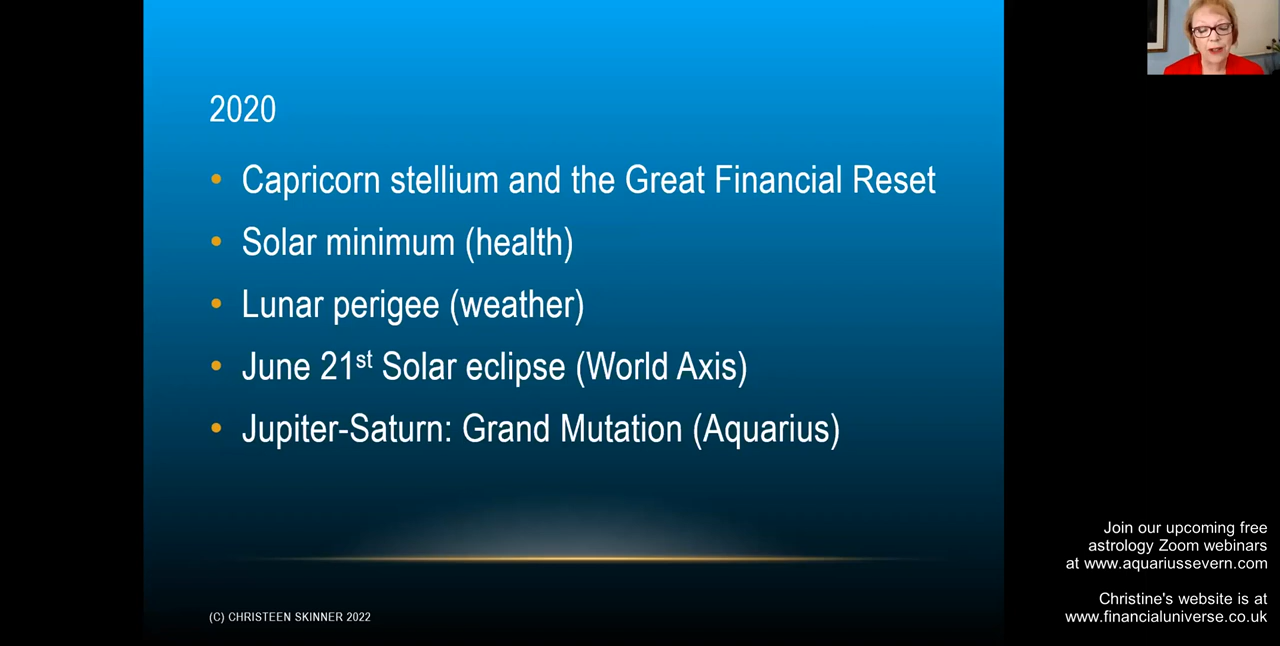 2020
• Capricorn stellium and the Great Financial Reset
• Solar minimum (health)
• Lunar perigee (weather)
• June 21st Solar eclipse (World Axis)
• Jupiter-Saturn: Grand Mutation (Aquarius)
(C) CHRISTEEN SKINNER 2022
Join our upcoming free
astrology Zoom webinars
at www.aquariussevern.com
Christine's website is at
www.financialuniverse.co.uk